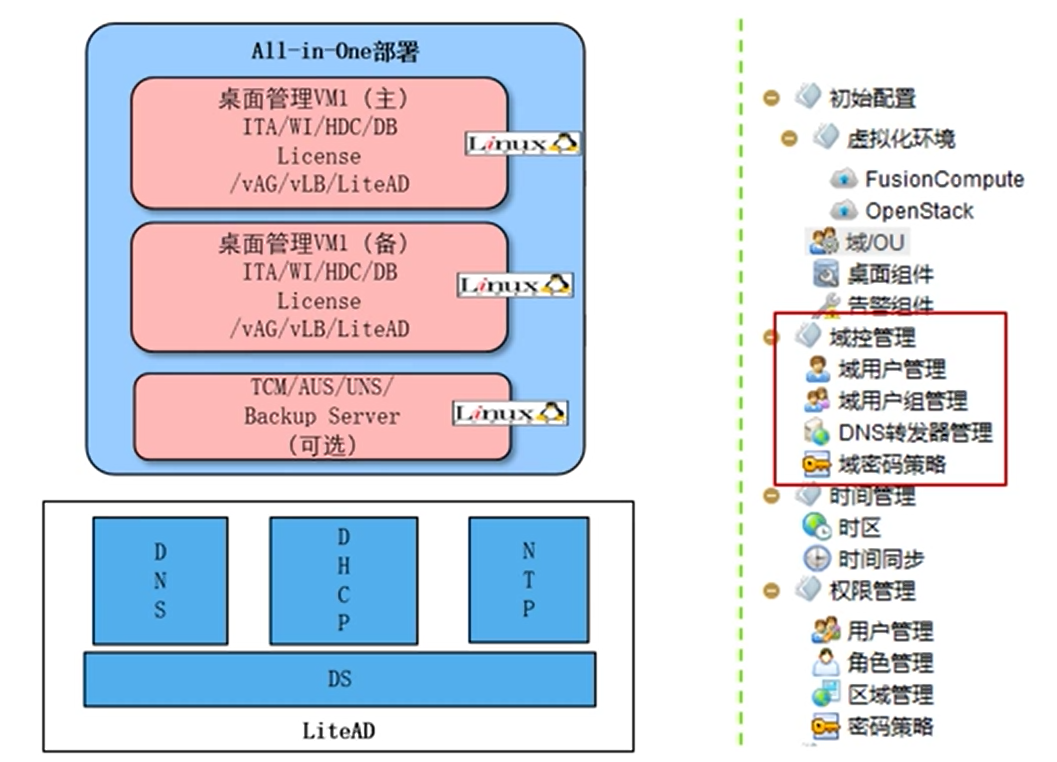 All-in-One部署
桌面管理VM1（主）
ITA/WI/HDC/DB
License
/vAG/vLB/LiteAD
Linux
桌面管理VM1（备）
ITA/WI/HDC/DB
License
/vAG/vLB/LiteAD
Linux
TCM/AUS/UNS/
Backup Server
(可选)
Linux
DNS
DHCP
NTP
DS
LiteAD
初始配置
虚拟化环境
FusionCompute
OpenStack
域/OU
桌面组件
告警组件
域控管理
域用户管理
域用户组管理
DNS转发器管理
域密码策略
时间管理
时区
时间同步
权限管理
用户管理
角色管理
区域管理
密码策略